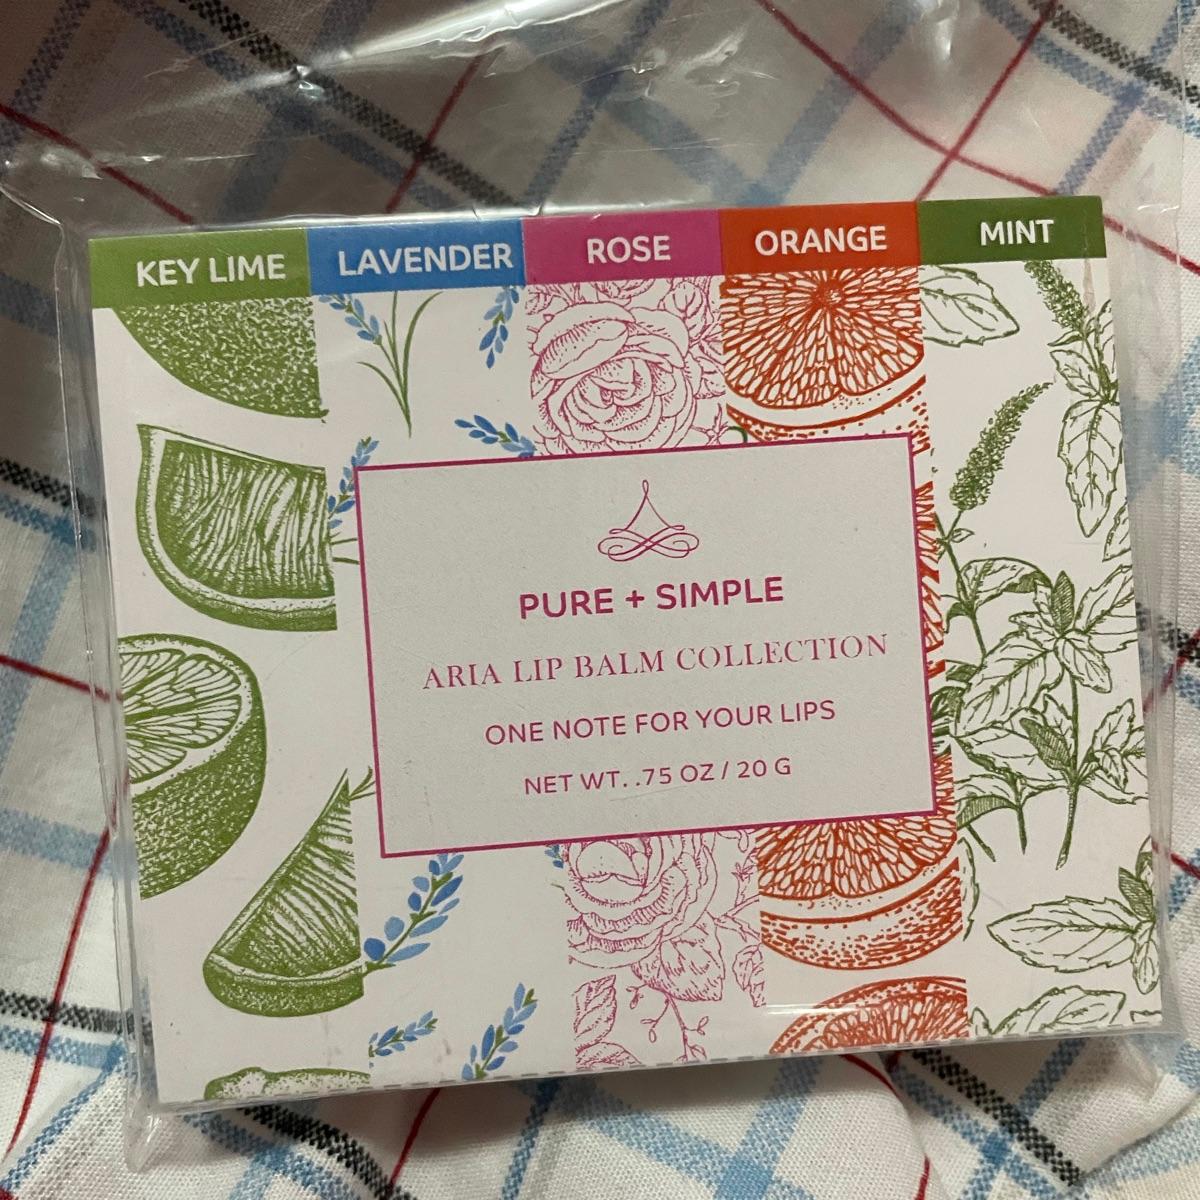 KEY LIME LAVENDER ROSE ORANGE MINT
PURE + SIMPLE
ARIA LIP BALM COLLECTION
ONE NOTE FOR YOUR LIPS
NET WT. .75 OZ / 20 G